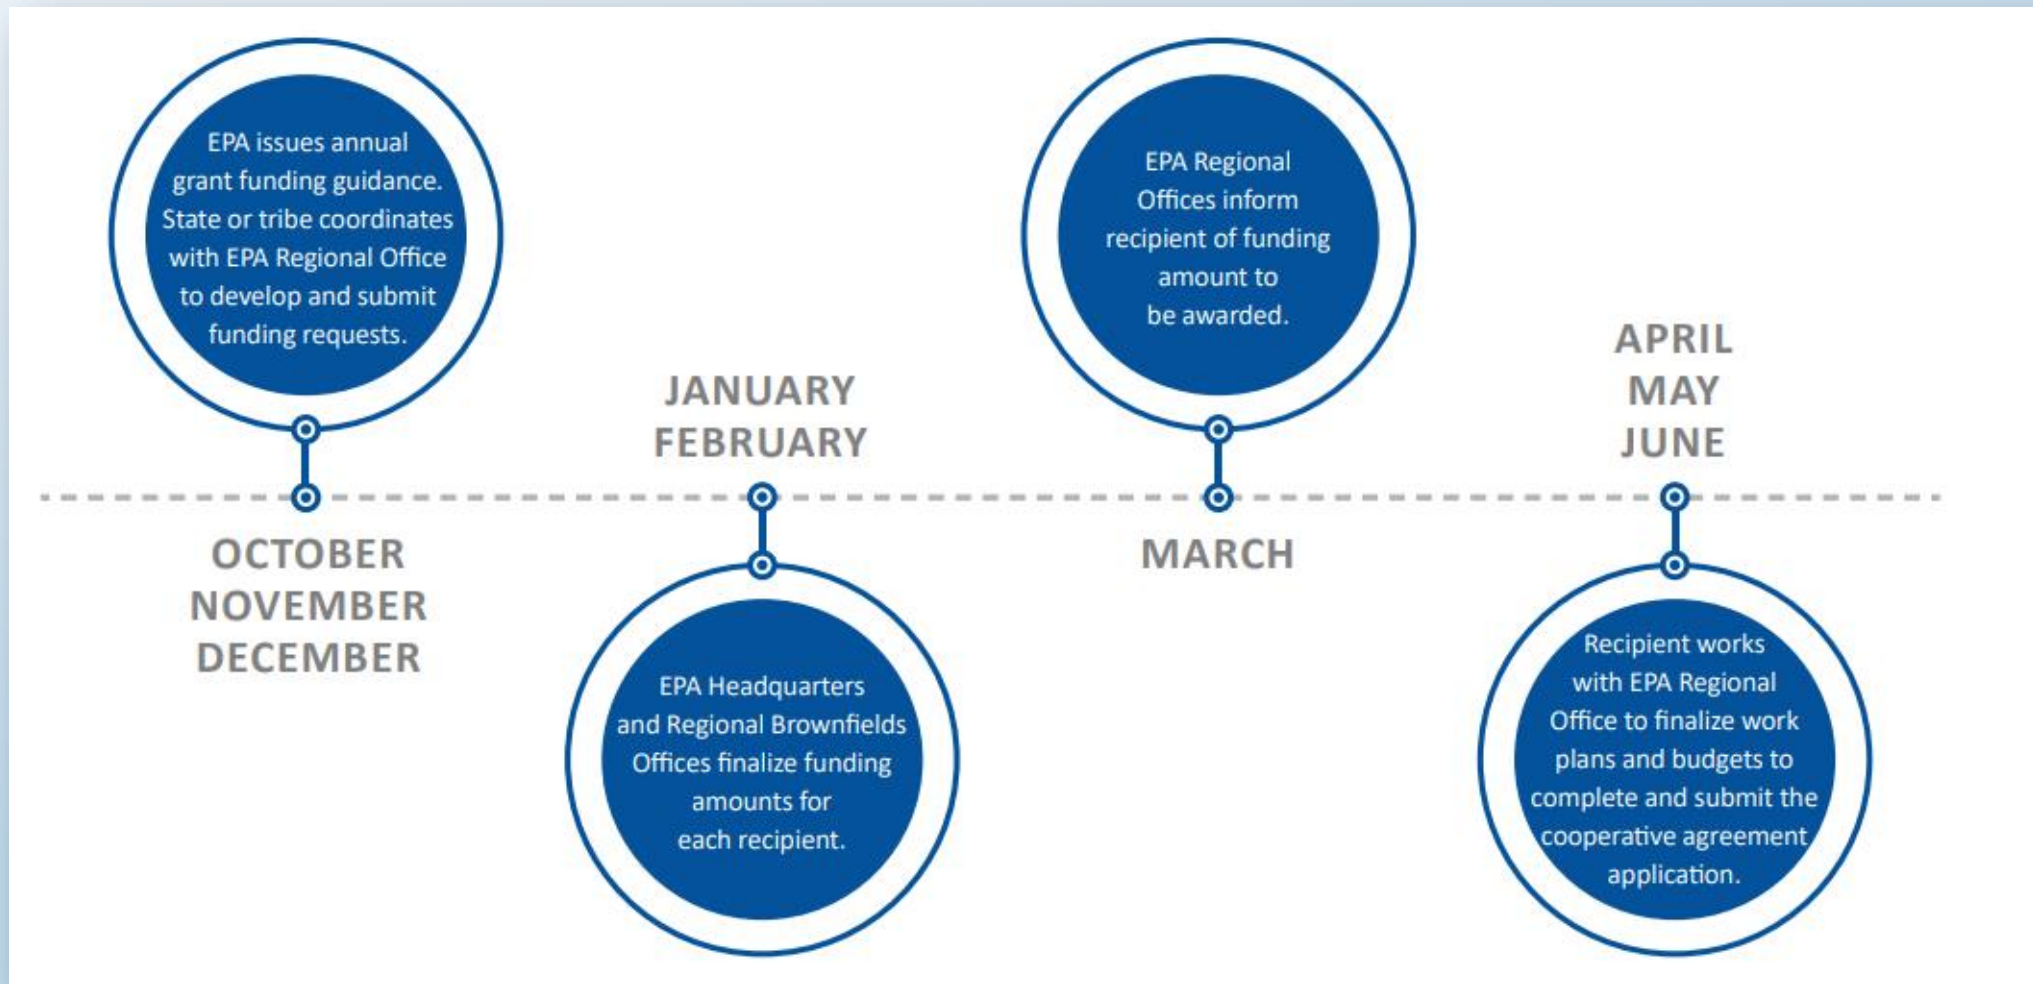 EPA issues annual
grant funding guidance.
State or tribe coordinates
with EPA Regional Office
to develop and submit
funding requests.
OCTOBER
NOVEMBER
DECEMBER
JANUARY
FEBRUARY
EPA Headquarters
and Regional Brownfields
Offices finalize funding
amounts for
each recipient.
EPA Regional
Offices inform
recipient of funding
amount to
be awarded.
MARCH
APRIL
MAY
JUNE
Recipient works
with EPA Regional
Office to finalize work
plans and budgets to
complete and submit the
cooperative agreement
application.